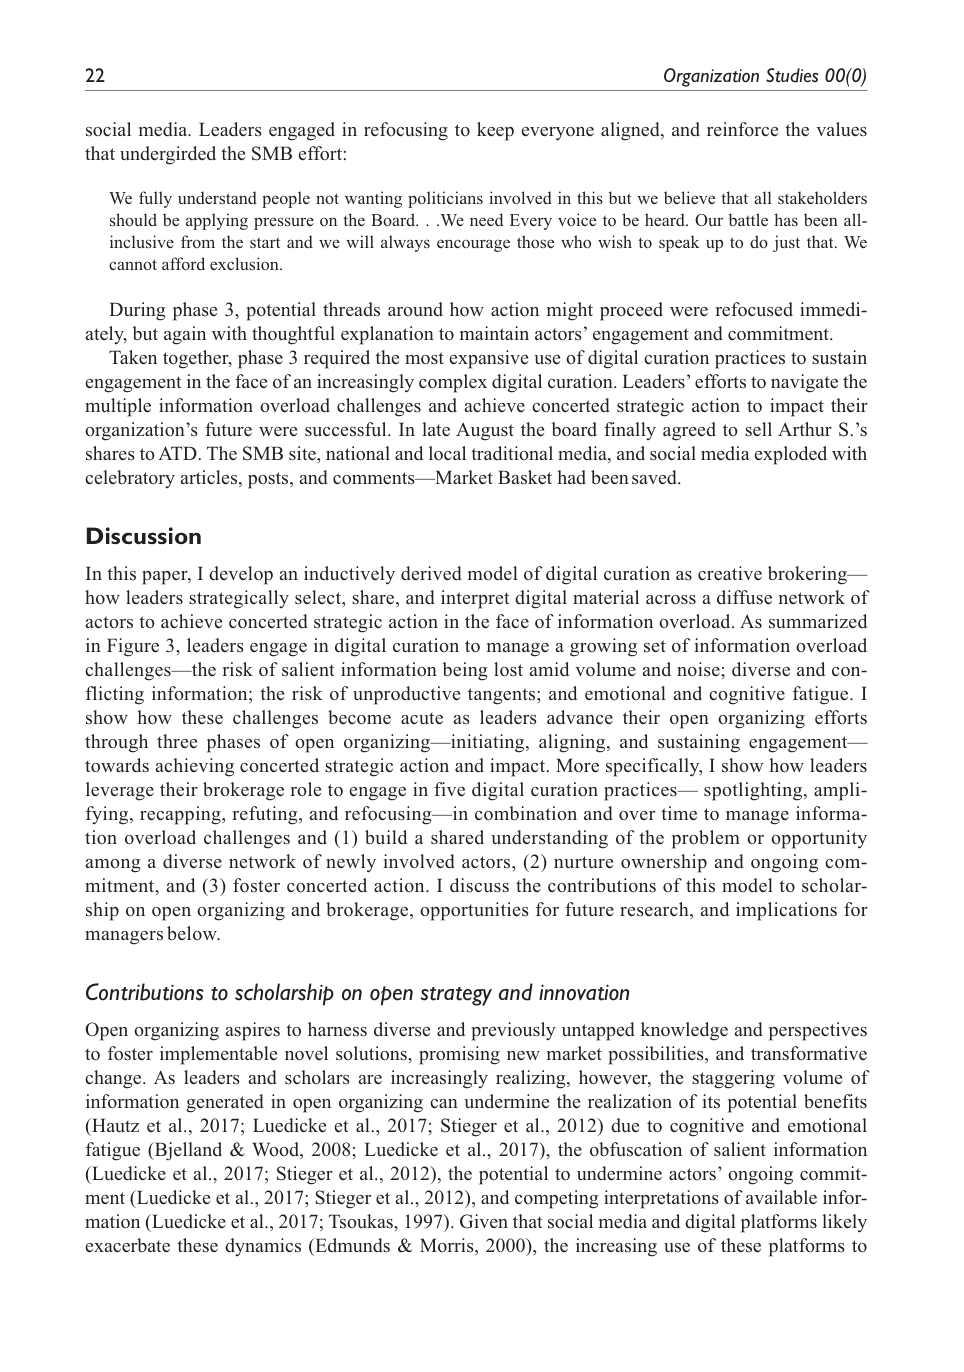 22
Organization Studies 00(0)
social media. Leaders engaged in refocusing to keep everyone aligned, and reinforce the values
that undergirded the SMB effort:
We fully understand people not wanting politicians involved in this but we believe that all stakeholders
should be applying pressure on the Board. . .We need Every voice to be heard. Our battle has been all-
inclusive from the start and we will always encourage those who wish to speak up to do just that. We
cannot afford exclusion.
During phase 3, potential threads around how action might proceed were refocused immedi-
ately, but again with thoughtful explanation to maintain actors’ engagement and commitment.
Taken together, phase 3 required the most expansive use of digital curation practices to sustain
engagement in the face of an increasingly complex digital curation. Leaders’ efforts to navigate the
multiple information overload challenges and achieve concerted strategic action to impact their
organization’s future were successful. In late August the board finally agreed to sell Arthur S.’s
shares to ATD. The SMB site, national and local traditional media, and social media exploded with
celebratory articles, posts, and comments—Market Basket had been saved.
Discussion
In this paper, I develop an inductively derived model of digital curation as creative brokering—
how leaders strategically select, share, and interpret digital material across a diffuse network of
actors to achieve concerted strategic action in the face of information overload. As summarized
in Figure 3, leaders engage in digital curation to manage a growing set of information overload
challenges—the risk of salient information being lost amid volume and noise; diverse and con-
flicting information; the risk of unproductive tangents; and emotional and cognitive fatigue. I
show how these challenges become acute as leaders advance their open organizing efforts
through three phases of open organizing—initiating, aligning, and sustaining engagement—
towards achieving concerted strategic action and impact. More specifically, I show how leaders
leverage their brokerage role to engage in five digital curation practices— spotlighting, ampli-
fying, recapping, refuting, and refocusing—in combination and over time to manage informa-
tion overload challenges and (1) build a shared understanding of the problem or opportunity
among a diverse network of newly involved actors, (2) nurture ownership and ongoing com-
mitment, and (3) foster concerted action. I discuss the contributions of this model to scholar-
ship on open organizing and brokerage, opportunities for future research, and implications for
managers below.
Contributions to scholarship on open strategy and innovation
Open organizing aspires to harness diverse and previously untapped knowledge and perspectives
to foster implementable novel solutions, promising new market possibilities, and transformative
change. As leaders and scholars are increasingly realizing, however, the staggering volume of
information generated in open organizing can undermine the realization of its potential benefits
(Hautz et al., 2017; Luedicke et al., 2017; Stieger et al., 2012) due to cognitive and emotional
fatigue (Bjelland & Wood, 2008; Luedicke et al., 2017), the obfuscation of salient information
(Luedicke et al., 2017; Stieger et al., 2012), the potential to undermine actors’ ongoing commit-
ment (Luedicke et al., 2017; Stieger et al., 2012), and competing interpretations of available infor-
mation (Luedicke et al., 2017; Tsoukas, 1997). Given that social media and digital platforms likely
exacerbate these dynamics (Edmunds & Morris, 2000), the increasing use of these platforms to